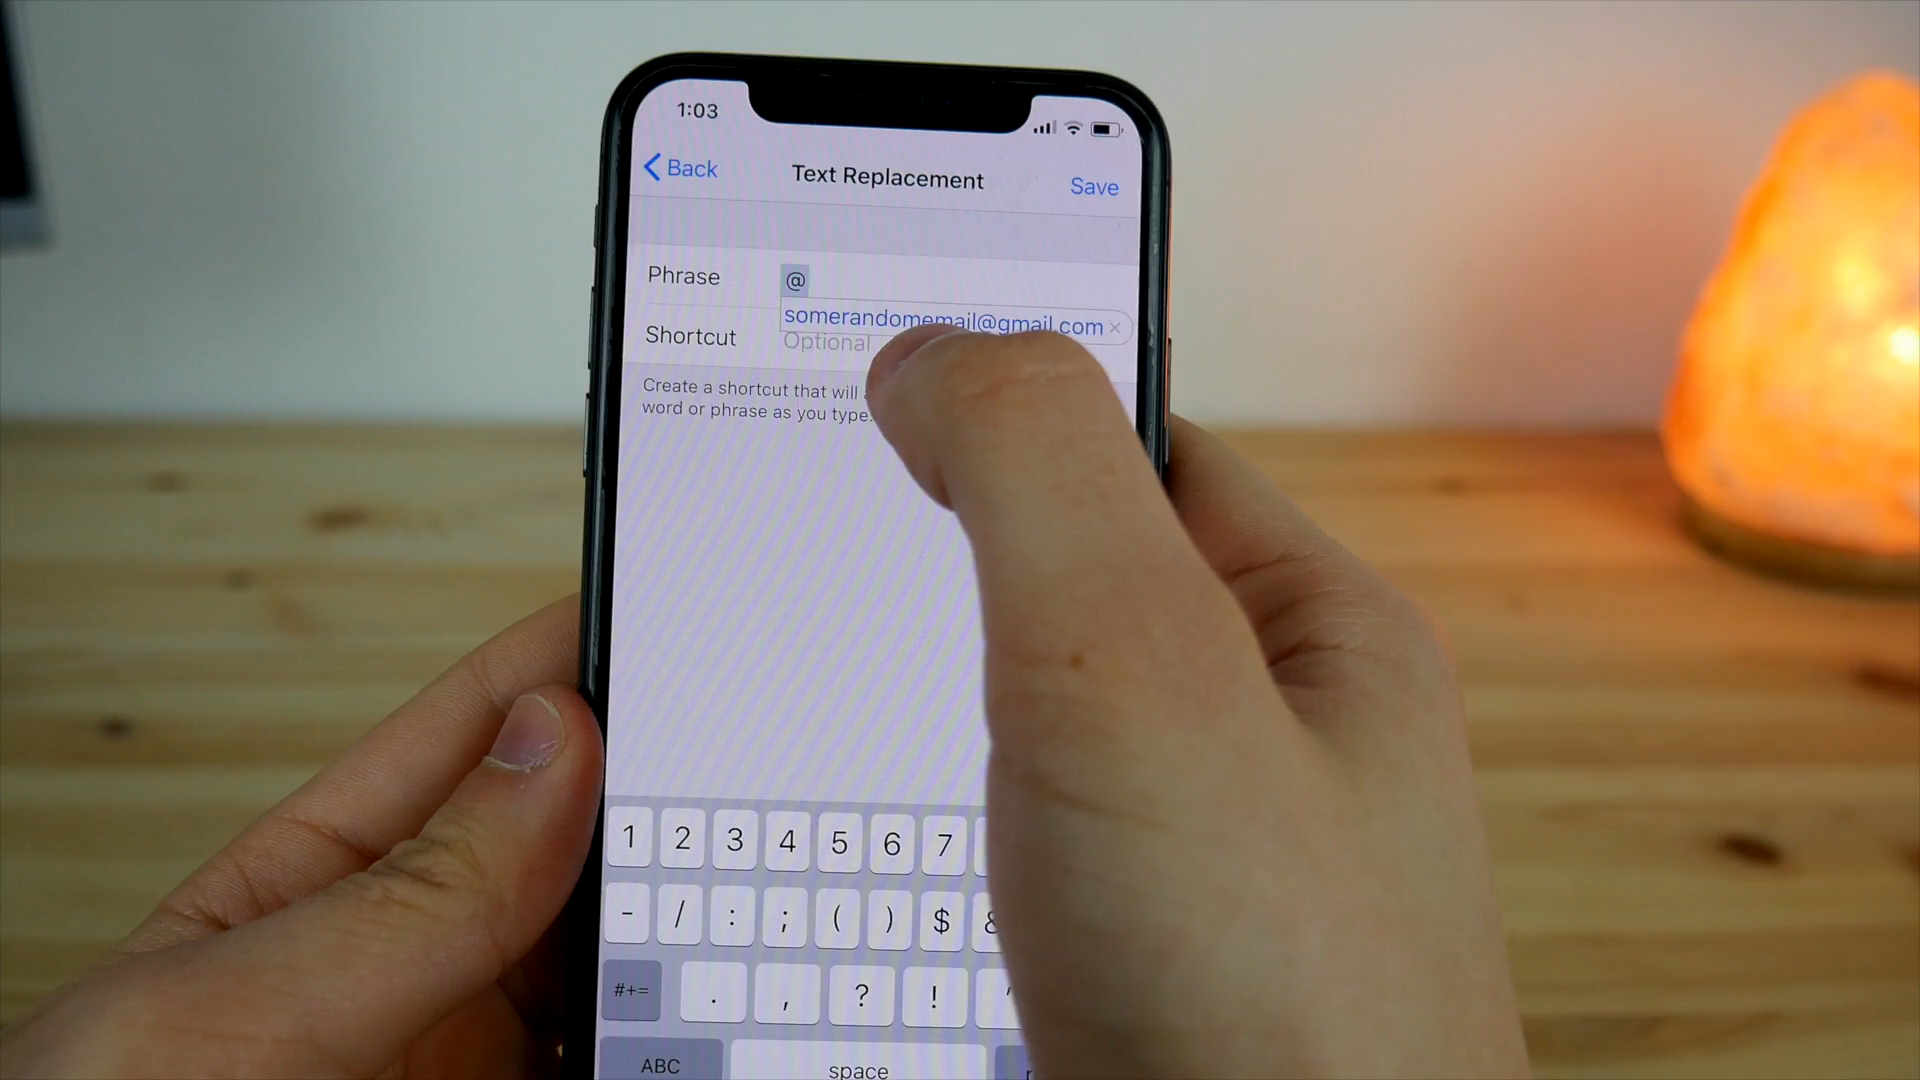 1:03
Back
Text Replacement
Save
Phrase
@
somerandomemail@gmail.com ×
Shortcut
Optional
Create a shortcut that will
word or phrase as you type.
1 2 3 4 5 6 7
- / : ; ( ) $ &
#+= . , ? ! '
ABC space